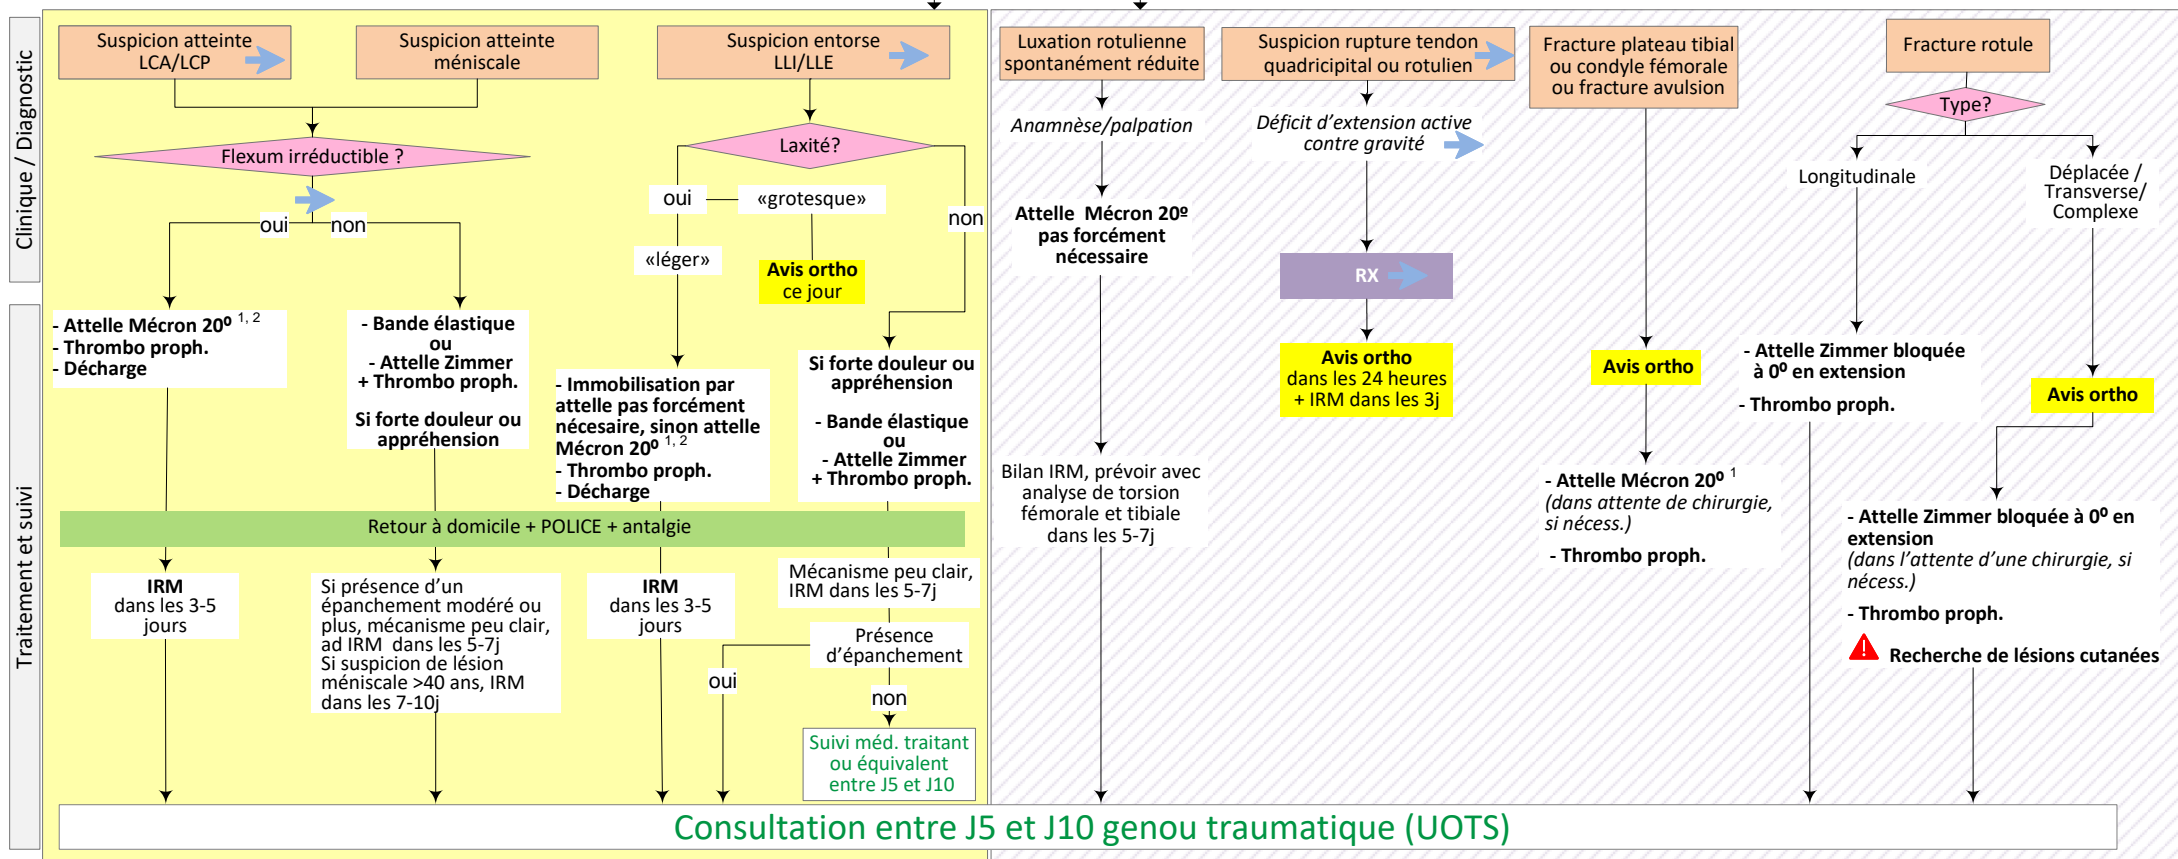 Clinique / Diagnostic
Suspicion atteinte
LCA/LCP
Suspicion atteinte
méniscale
Flexum irréductible ?
oui
non
Suspicion entorse
LLI/LLE
Laxité?
oui
«grotesque»
non
«léger»
Avis ortho
ce jour
Luxation rotulienne
spontanément réduite
Anamnèse/palpation
Attelle Mécron 20º
pas forcément
nécessaire
Suspicion rupture tendon
quadricipital ou rotulien
Déficit d'extension active
contre gravité
RX
Fracture plateau tibial
ou condyle fémorale
ou fracture avulsion
Fracture rotule
Type?
Longitudinale
Déplacée /
Transverse/
Complexe
Traitement et suivi
- Attelle Mécron 20⁰ 1, 2
- Thrombo proph.
- Décharge
- Bande élastique
ou
- Attelle Zimmer
+ Thrombo proph.
Si forte douleur ou
appréhension
- Immobilisation par
attelle pas forcément
nécesaire, sinon attelle
Mécron 20⁰ 1, 2
- Thrombo proph.
- Décharge
Si forte douleur ou
appréhension
- Bande élastique
ou
- Attelle Zimmer
+ Thrombo proph.
Retour à domicile + POLICE + antalgie
IRM
dans les 3-5
jours
Si présence d'un
épanchement modéré ou
plus, mécanisme peu clair,
ad IRM dans les 5-7j
Si suspicion de lésion
méniscale >40 ans, IRM
dans les 7-10j
IRM
dans les 3-5
jours
Mécanisme peu clair,
IRM dans les 5-7j
Présence
d'épanchement
oui
non
Suivi méd. traitant
ou équivalent
entre J5 et J10
Bilan IRM, prévoir avec
analyse de torsion
fémorale et tibiale
dans les 5-7j
Avis ortho
dans les 24 heures
+ IRM dans les 3j
Avis ortho
- Attelle Mécron 20⁰ 1
(dans attente de chirurgie,
si nécess.)
- Thrombo proph.
- Attelle Zimmer bloquée
à 0⁰ en extension
- Thrombo proph.
Avis ortho
- Attelle Zimmer bloquée à 0⁰ en
extension
(dans l'attente d'une chirurgie, si
nécess.)
- Thrombo proph.
Recherche de lésions cutanées
Consultation entre J5 et J10 genou traumatique (UOTS)